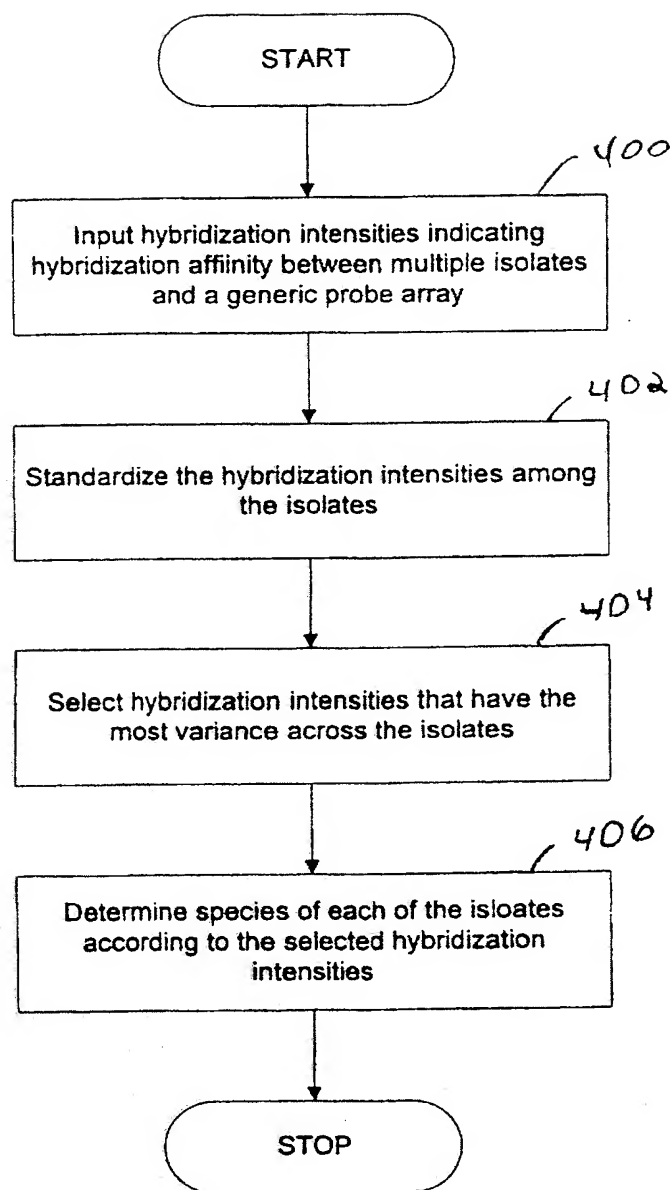 START
400
Input hybridization intensities indicating
hybridization affiinity between multiple isolates
and a generic probe array
402
Standardize the hybridization intensities among
the isolates
404
Select hybridization intensities that have the
most variance across the isolates
406
Determine species of each of the isloates
according to the selected hybridization
intensities
STOP